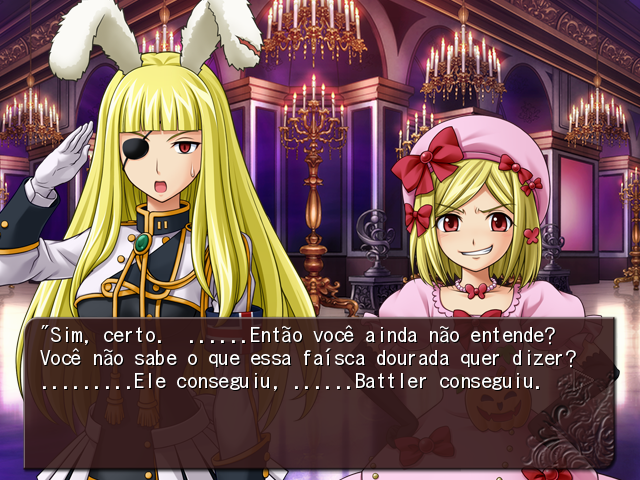 "Sim, certo.  ......Então você ainda não entende?
Você não sabe o que essa faísca dourada quer dizer?
.........Ele conseguiu, ......Battler conseguiu.